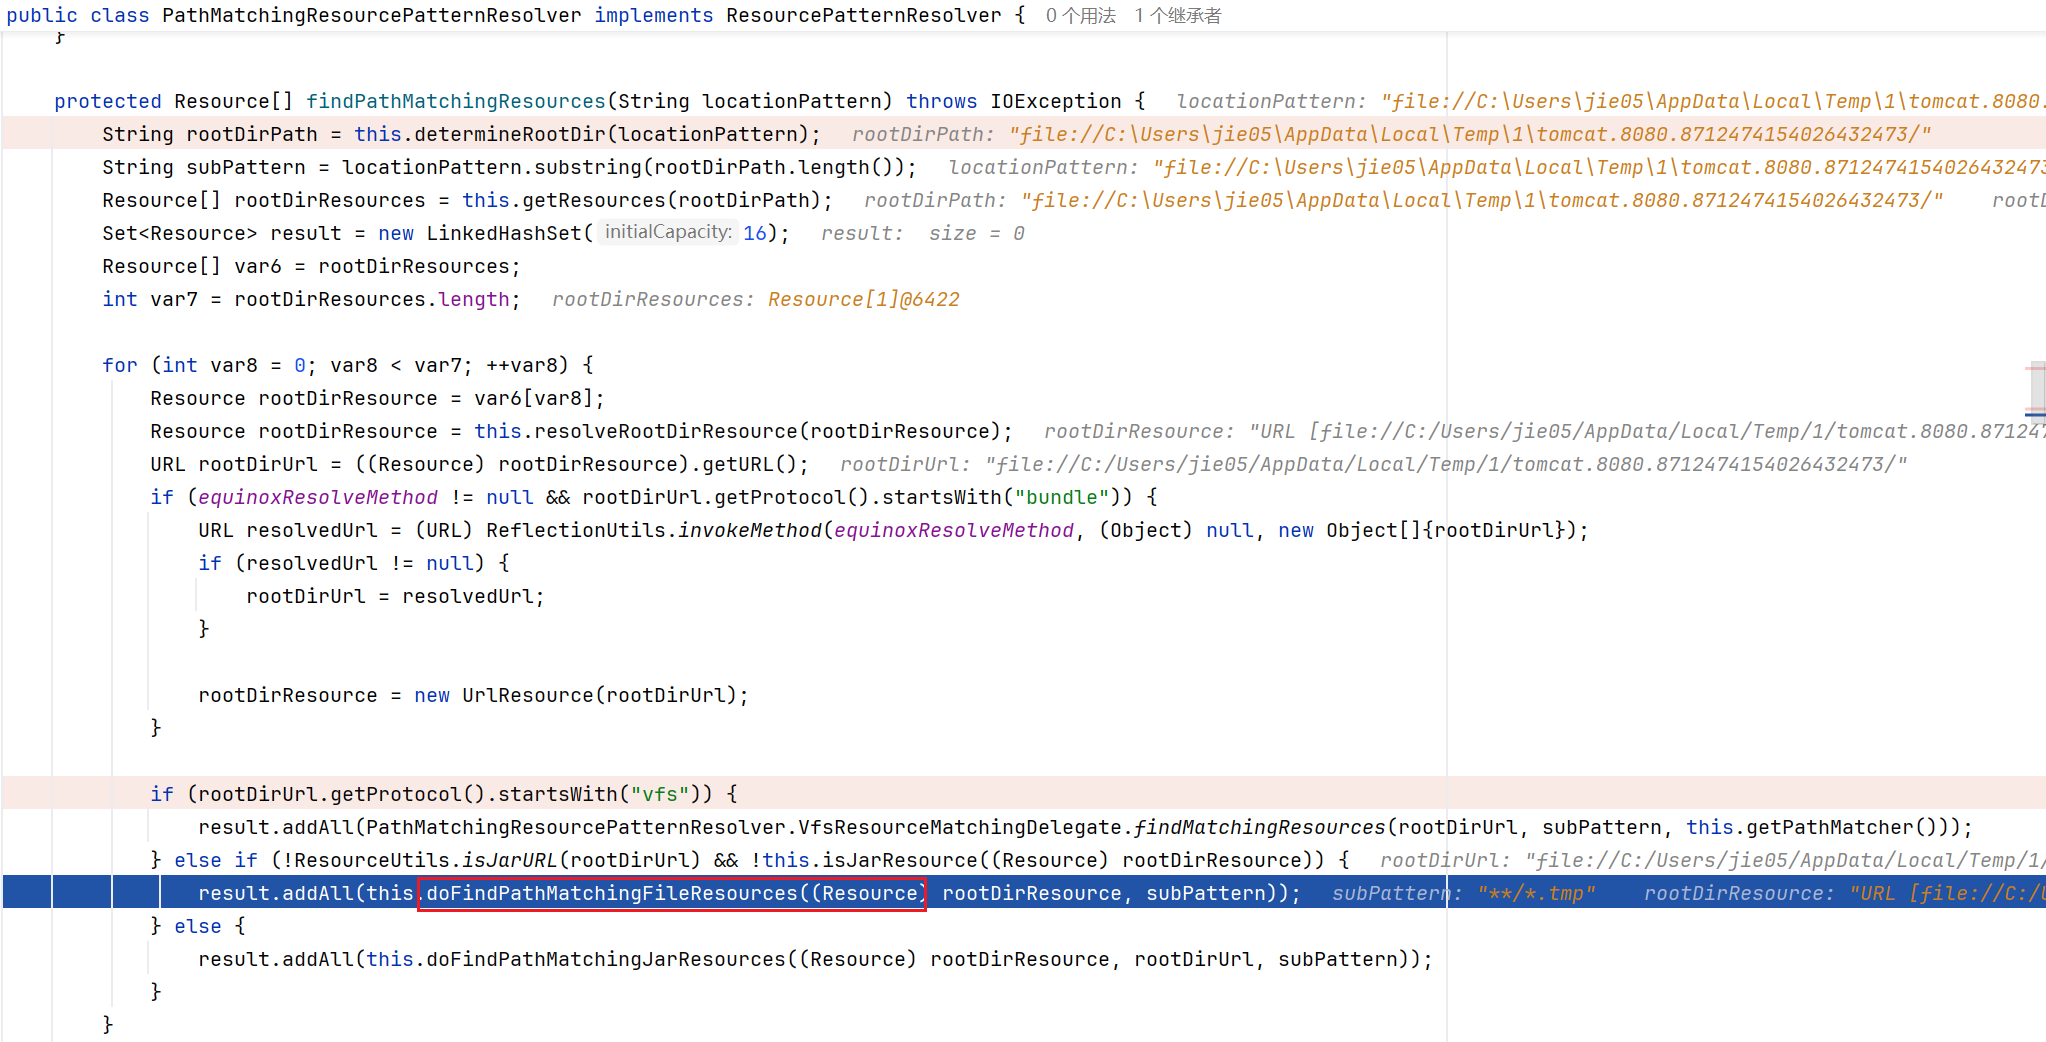 public class PathMatchingResourcePatternResolver implements ResourcePatternResolver {  0 个用法  1 个继承者
}
protected Resource[] findPathMatchingResources(String locationPattern) throws IOException {  locationPattern: "file://C:\Users\jie05\AppData\Local\Temp\1\tomcat.8080.
String rootDirPath = this.determineRootDir(locationPattern);  rootDirPath: "file://C:\Users\jie05\AppData\Local\Temp\1\tomcat.8080.8712474154026432473/"
String subPattern = locationPattern.substring(rootDirPath.length());  locationPattern: "file://C:\Users\jie05\AppData\Local\Temp\1\tomcat.8080.8712474154026432473
Resource[] rootDirResources = this.getResources(rootDirPath);  rootDirPath: "file://C:\Users\jie05\AppData\Local\Temp\1\tomcat.8080.8712474154026432473/"  rootD
Set<Resource> result = new LinkedHashSet( initialCapacity: 16);  result:  size = 0
Resource[] var6 = rootDirResources;
int var7 = rootDirResources.length;  rootDirResources: Resource[1]@6422
for (int var8 = 0; var8 < var7; ++var8) {
Resource rootDirResource = var6[var8];
Resource rootDirResource = this.resolveRootDirResource(rootDirResource);  rootDirResource: "URL [file://C:/Users/jie05/AppData/Local/Temp/1/tomcat.8080.871247
URL rootDirUrl = ((Resource) rootDirResource).getURL();  rootDirUrl: "file://C:/Users/jie05/AppData/Local/Temp/1/tomcat.8080.8712474154026432473/"
if (equinoxResolveMethod != null && rootDirUrl.getProtocol().startsWith("bundle")) {
URL resolvedUrl = (URL) ReflectionUtils.invokeMethod(equinoxResolveMethod, (Object) null, new Object[]{rootDirUrl});
if (resolvedUrl != null) {
rootDirUrl = resolvedUrl;
}
rootDirResource = new UrlResource(rootDirUrl);
}
if (rootDirUrl.getProtocol().startsWith("vfs")) {
result.addAll(PathMatchingResourcePatternResolver.VfsResourceMatchingDelegate.findMatchingResources(rootDirUrl, subPattern, this.getPathMatcher()));
} else if (!ResourceUtils.isJarURL(rootDirUrl) && !this.isJarResource((Resource) rootDirResource)) {  rootDirUrl: "file://C:/Users/jie05/AppData/Local/Temp/1/
result.addAll(this.doFindPathMatchingFileResources((Resource) rootDirResource, subPattern));  subPattern: "**/*.tmp"  rootDirResource: "URL [file://C:/U
} else {
result.addAll(this.doFindPathMatchingJarResources((Resource) rootDirResource, rootDirUrl, subPattern));
}
}